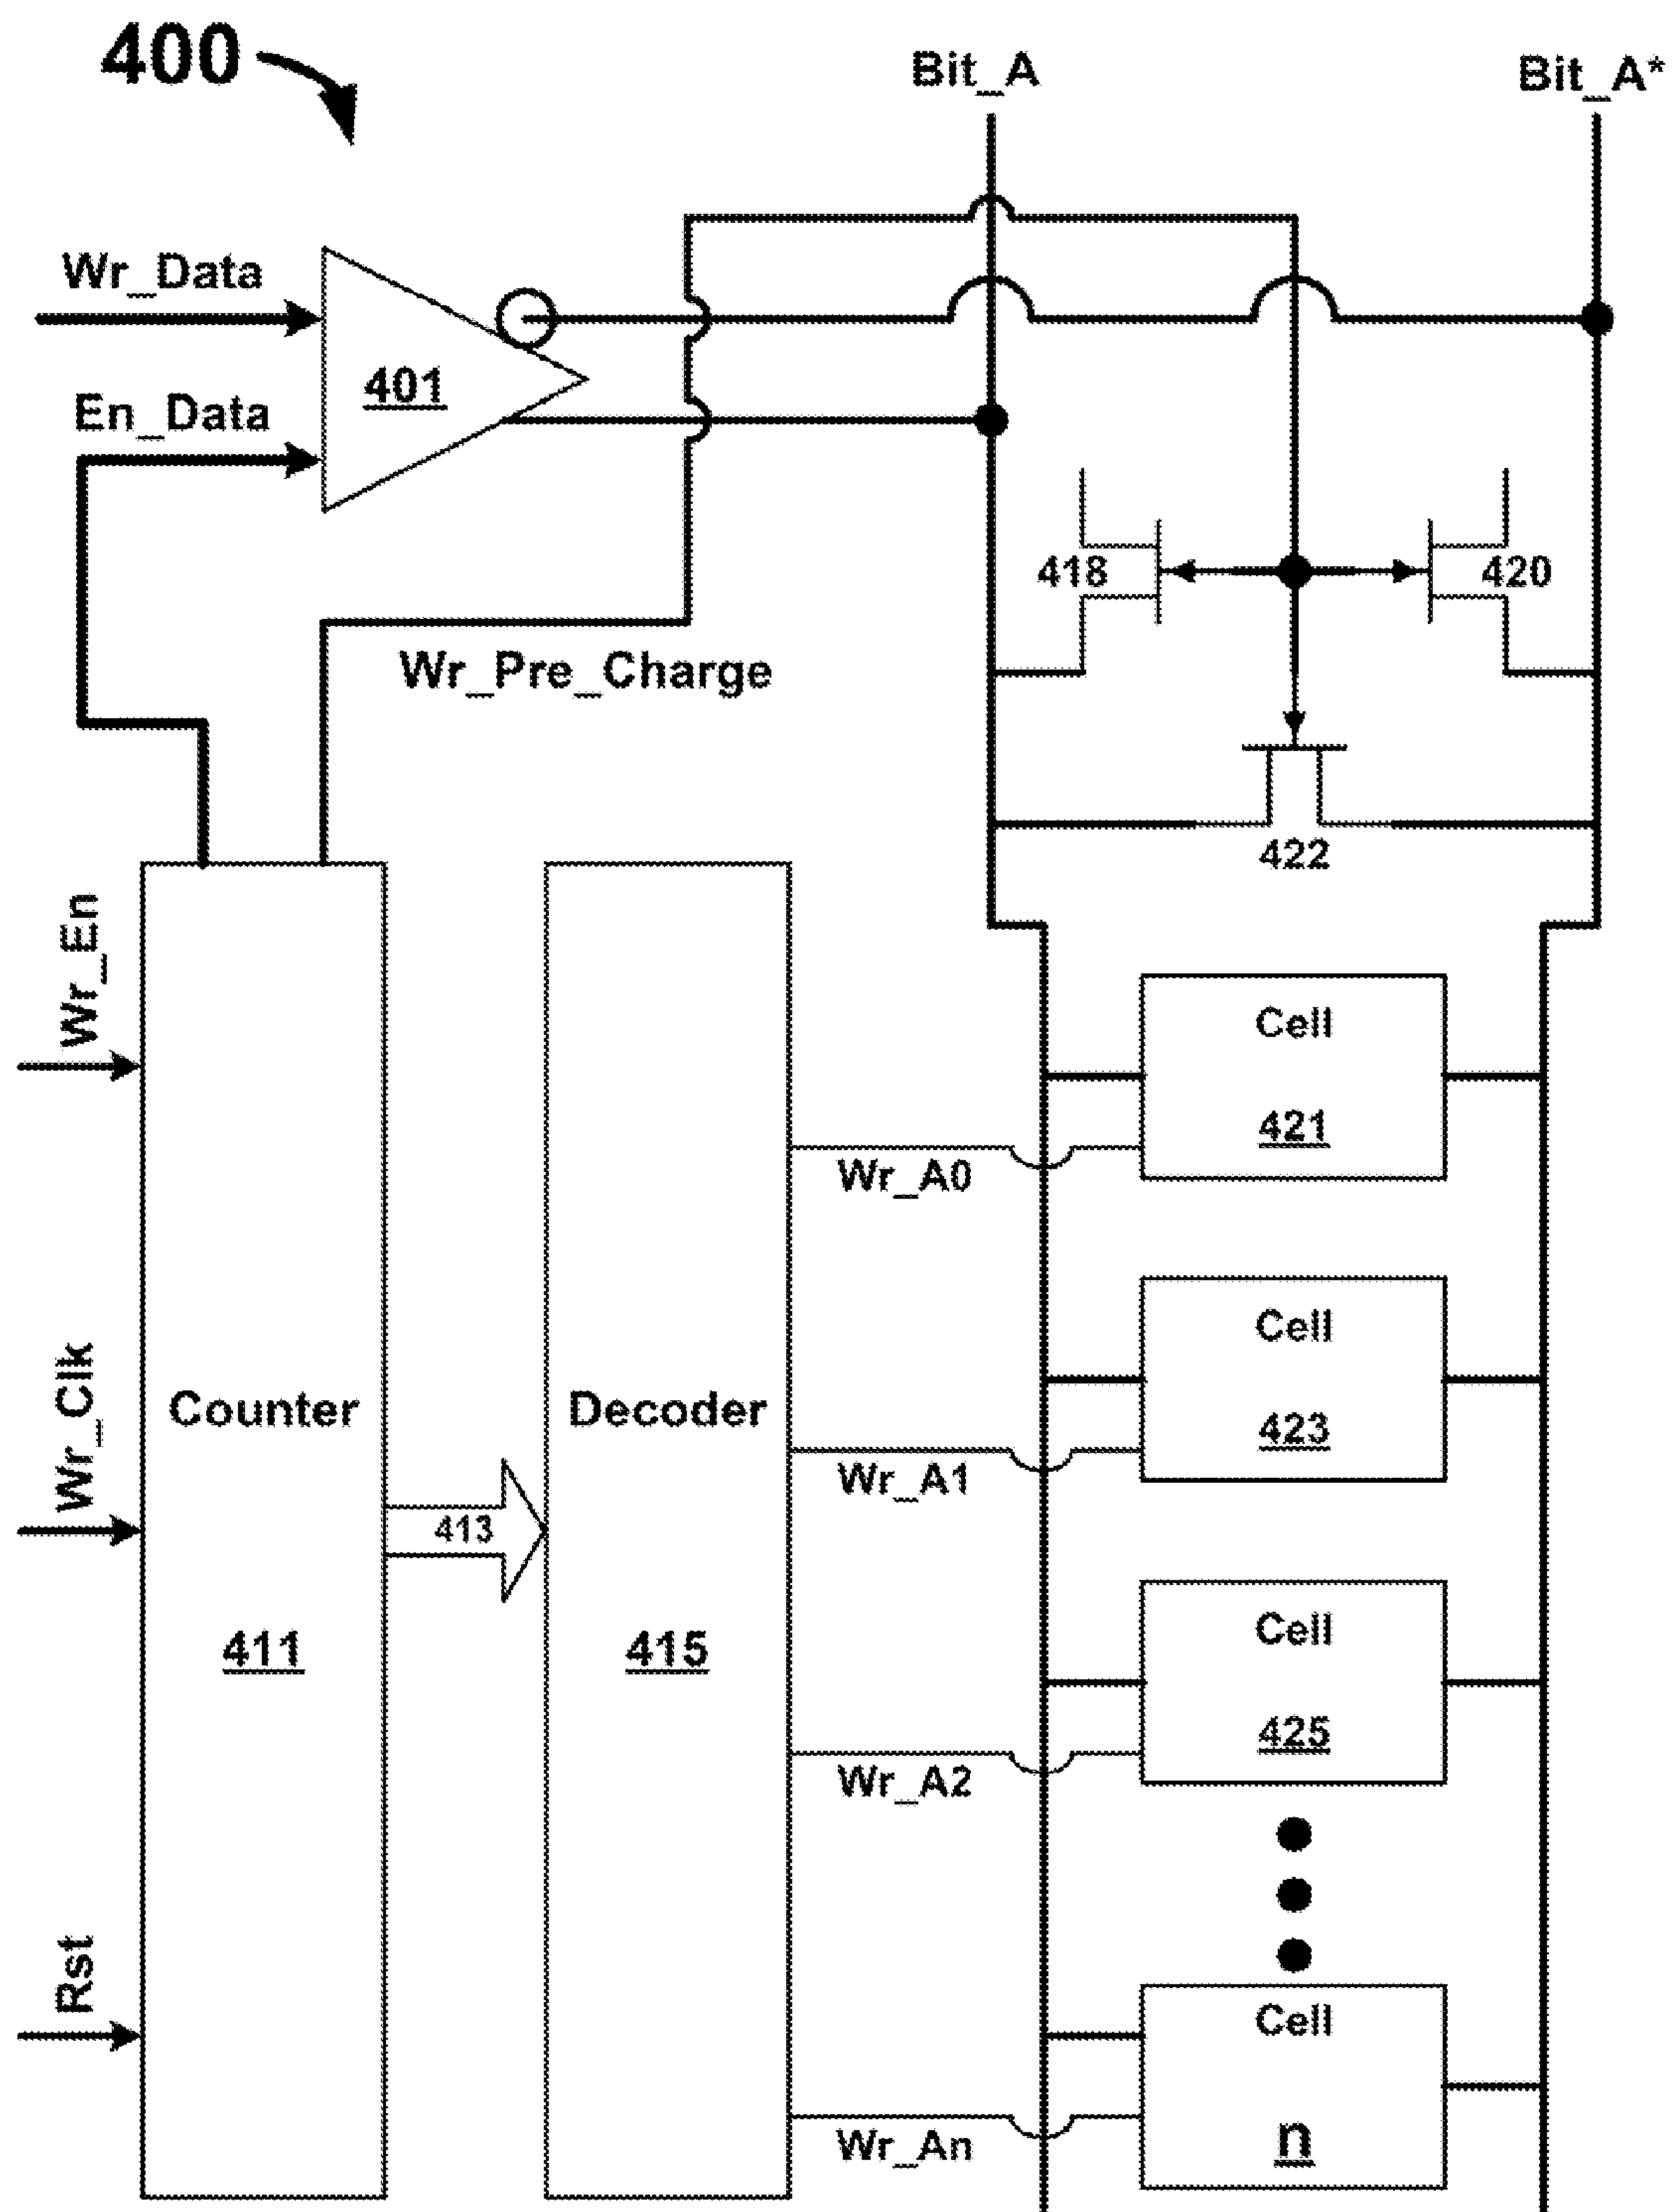 400
Bit_A
Bit_A*
Wr_Data
401
En_Data
418
420
Wr_Pre_Charge
422
Wr_En
Cell
421
Wr_A0
Wr_Clk
Counter
Decoder
Cell
423
Wr_A1
413
411
415
Cell
425
Wr_A2
Rst
Cell
n
Wr_An